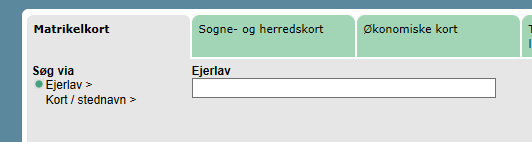 Matrikelkort
Sogne- og herredskort
Økonomiske kort
Søg via
Ejerlav >
Kort / stednavn >
Ejerlav